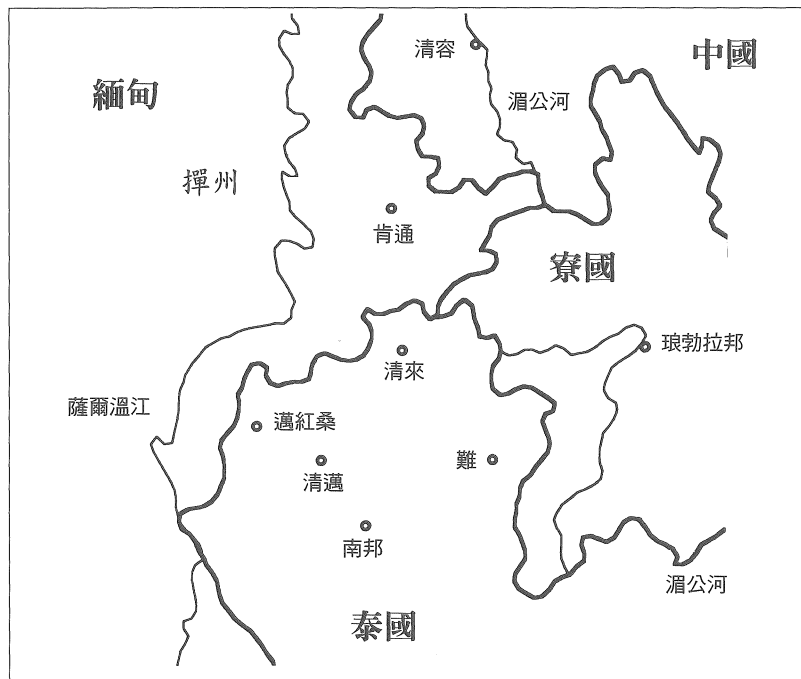 清容
中國
緬甸
湄公河
撣州
肯通
寮國
琅勃拉邦
清來
薩爾溫江
邁紅桑
清邁
難
南邦
湄公河
泰國